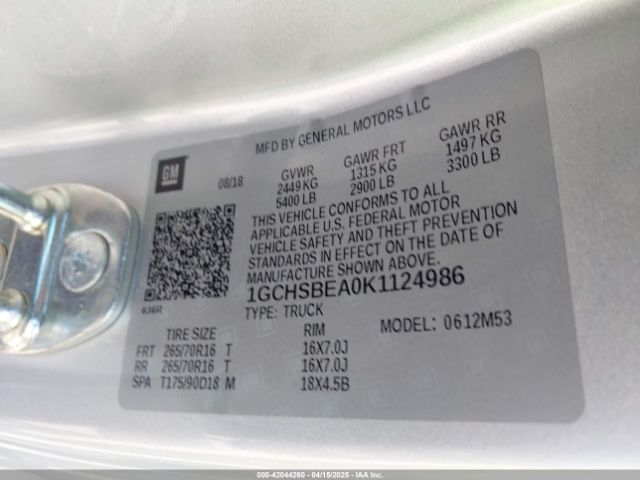 MFD BY GENERAL MOTORS LLC
GM
08/18
GVWR
2449 KG
5400 LB
GAWR FRT
1315 KG
2900 LB
GAWR RR
1497 KG
3300 LB
THIS VEHICLE CONFORMS TO ALL
APPLICABLE U.S. FEDERAL MOTOR
VEHICLE SAFETY AND THEFT PREVENTION
STANDARDS IN EFFECT ON THE DATE OF
MANUFACTURE SHOWN ABOVE.
1GCHSBEA0K1124986
636R
TYPE: TRUCK
MODEL: 0612M53
TIRE SIZE RIM
FRT 265/70R16 T 16X7.0J
RR 265/70R16 T 16X7.0J
SPA T175/90D18 M 18X4.5B
000-42044260 - 04/15/2025 - IAA Inc.